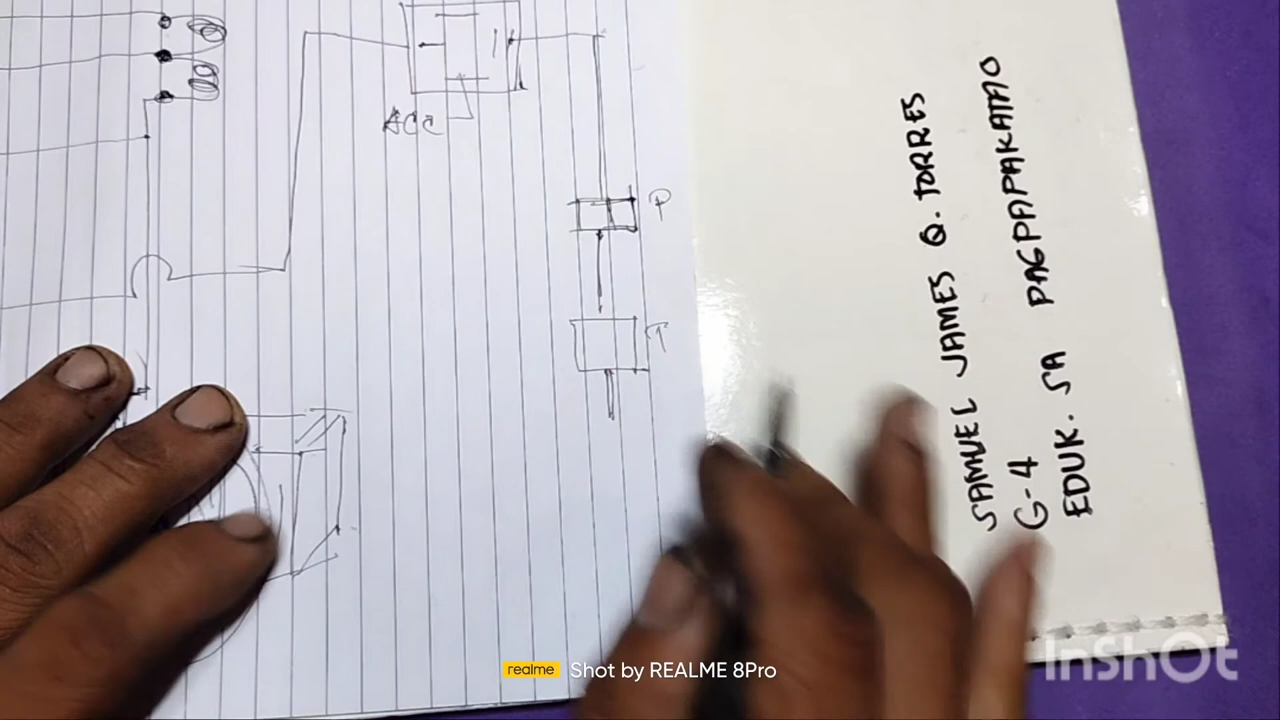 ACC
P
T
SAMUEL JAMES Q. TORRES
G-4
EDUK. SA PAGPAPAKATAO
realme Shot by REALME 8Pro
InShOt